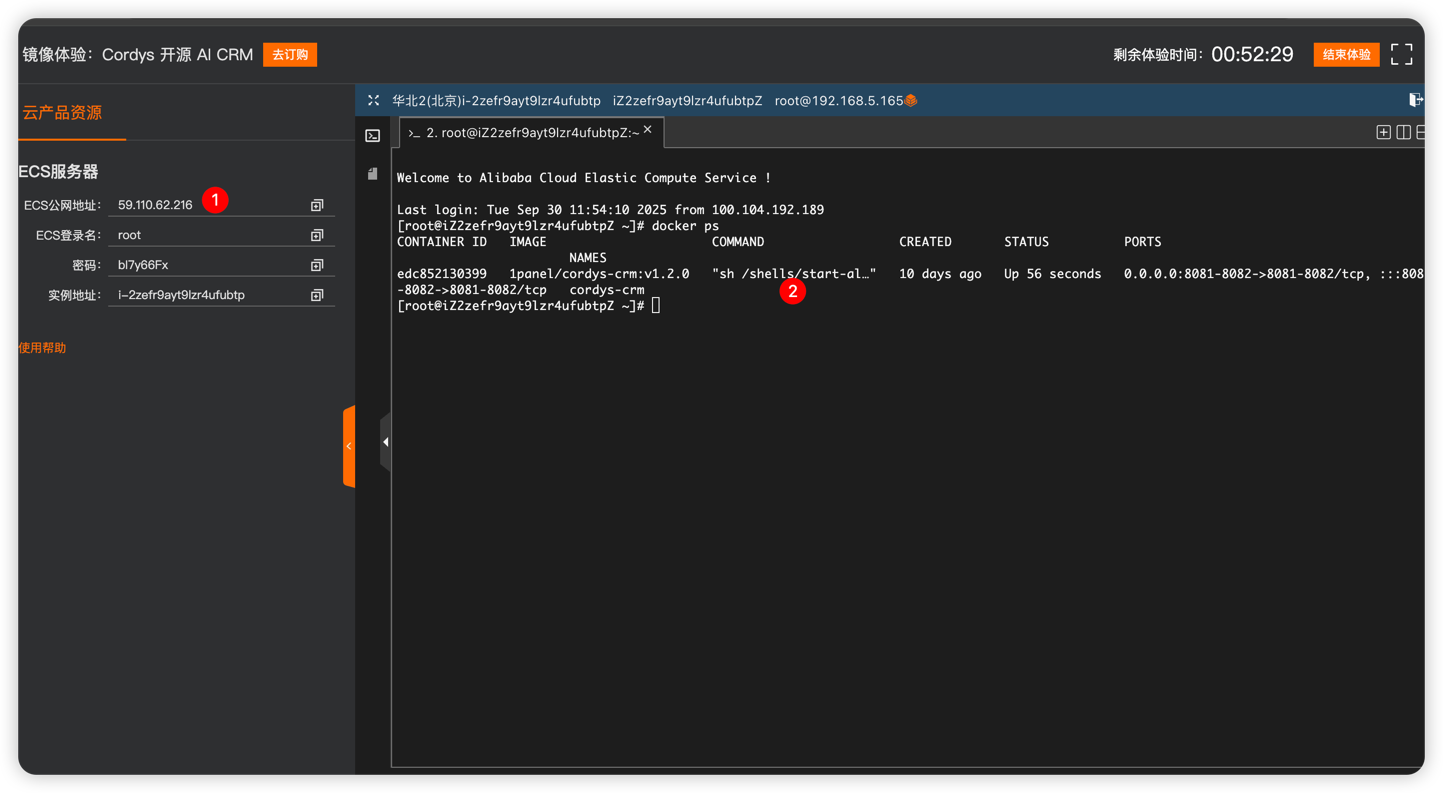 镜像体验：Cordys 开源 AI CRM 去订购
剩余体验时间：00:52:29 结束体验
云产品资源
ECS服务器
ECS公网地址： 59.110.62.216 1
ECS登录名： root
密码： bl7y66Fx
实例地址： i-2zefr9ayt9lzr4ufubtp
使用帮助
华北2(北京)i-2zefr9ayt9lzr4ufubtp iZ2zefr9ayt9lzr4ufubtpZ root@192.168.5.165
>_ 2. root@iZ2zefr9ayt9lzr4ufubtpZ:~ ×
Welcome to Alibaba Cloud Elastic Compute Service !
Last login: Tue Sep 30 11:54:10 2025 from 100.104.192.189
[root@iZ2zefr9ayt9lzr4ufubtpZ ~]# docker ps
CONTAINER ID IMAGE COMMAND CREATED STATUS PORTS
NAMES
edc852130399 1panel/cordys-crm:v1.2.0 "sh /shells/start-al…" 10 days ago Up 56 seconds 0.0.0.0:8081-8082->8081-8082/tcp, :::808
-8082->8081-8082/tcp cordys-crm
2
[root@iZ2zefr9ayt9lzr4ufubtpZ ~]#